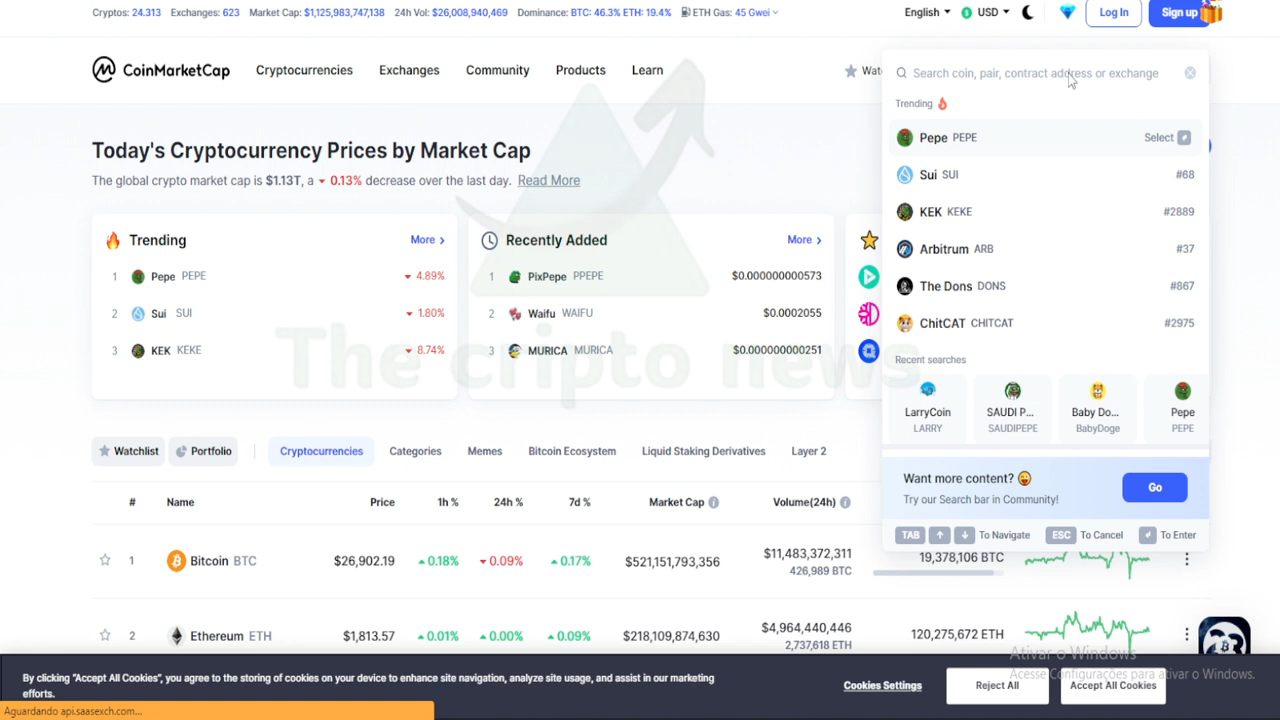 Cryptos: 24.313 Exchanges: 623 Market Cap: $1,125,983,747,138 24h Vol: $26,008,940,469 Dominance: BTC: 46.3% ETH: 19.4% ETH Gas: 45 Gwei English USD Log In Sign up
CoinMarketCap Cryptocurrencies Exchanges Community Products Learn
Search coin, pair, contract address or exchange
Trending
Pepe PEPE Select
Sui SUI #68
KEK KEKE #2889
Arbitrum ARB #37
The Dons DONS #867
ChitCAT CHITCAT #2975
Recent searches
LarryCoin SAUDI P... Baby Do... Pepe
LARRY SAUDIPEPE BabyDoge PEPE
Want more content?
Try our Search bar in Community!
Go
TAB To Navigate ESC To Cancel To Enter
Today's Cryptocurrency Prices by Market Cap
The global crypto market cap is $1.13T, a 0.13% decrease over the last day. Read More
Trending More
1 Pepe PEPE 4.89%
2 Sui SUI 1.80%
3 KEK KEKE 8.74%
Recently Added More
1 PixPepe PPEPE $0.000000000573
2 Waifu WAIFU $0.0002055
3 MURICA MURICA $0.000000000251
The cripto news
Watchlist Portfolio Cryptocurrencies Categories Memes Bitcoin Ecosystem Liquid Staking Derivatives Layer 2
# Name Price 1h % 24h % 7d % Market Cap Volume(24h)
1 Bitcoin BTC $26,902.19 0.18% 0.09% 0.17% $521,151,793,356 $11,483,372,311 19,378,106 BTC
426,989 BTC
2 Ethereum ETH $1,813.57 0.01% 0.00% 0.09% $218,109,874,630 $4,964,440,446 120,275,672 ETH
2,737,618 ETH
Ativar o Windows
Acesse Configurações para ativar o Windows.
By clicking “Accept All Cookies”, you agree to the storing of cookies on your device to enhance site navigation, analyze site usage, and assist in our marketing
efforts.
Cookies Settings Reject All Accept All Cookies
Aguardando api.saasexch.com...